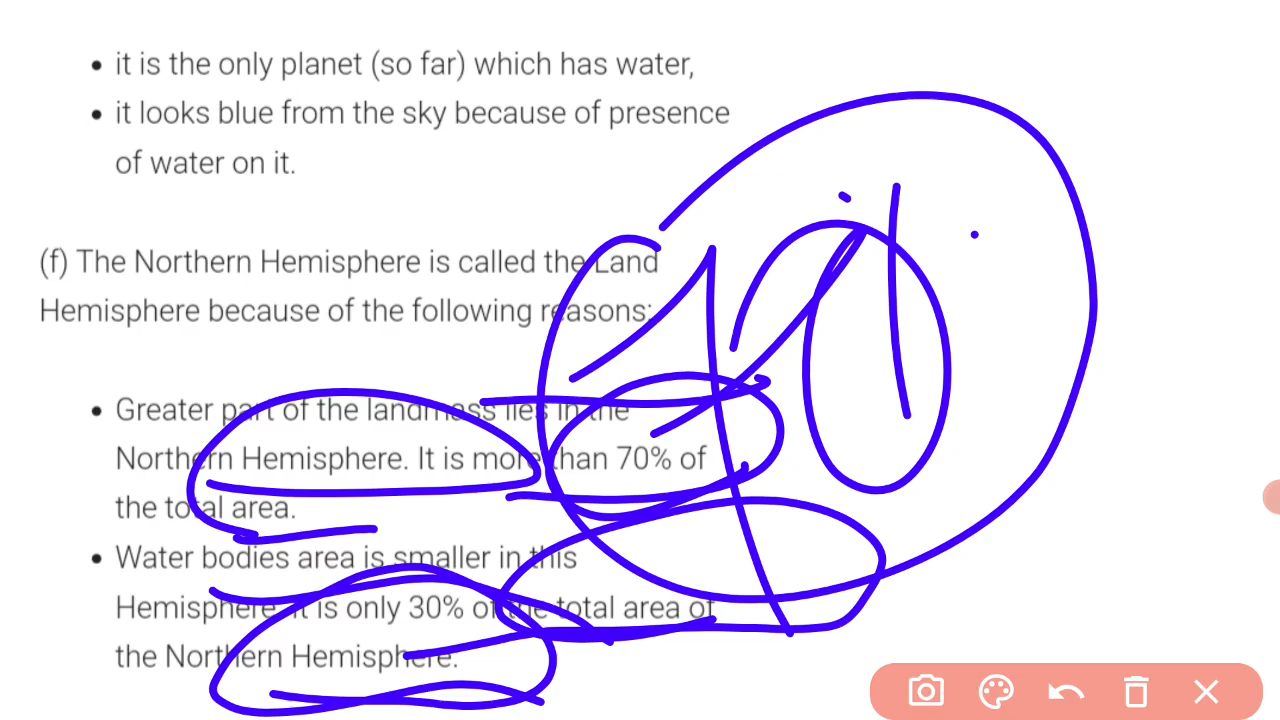 • it is the only planet (so far) which has water,
• it looks blue from the sky because of presence
of water on it.
(f) The Northern Hemisphere is called the Land
Hemisphere because of the following reasons:
• Greater part of the landmass lies in the
Northern Hemisphere. It is more than 70% of
the total area.
• Water bodies area is smaller in this
Hemisphere. It is only 30% of the total area of
the Northern Hemisphere.